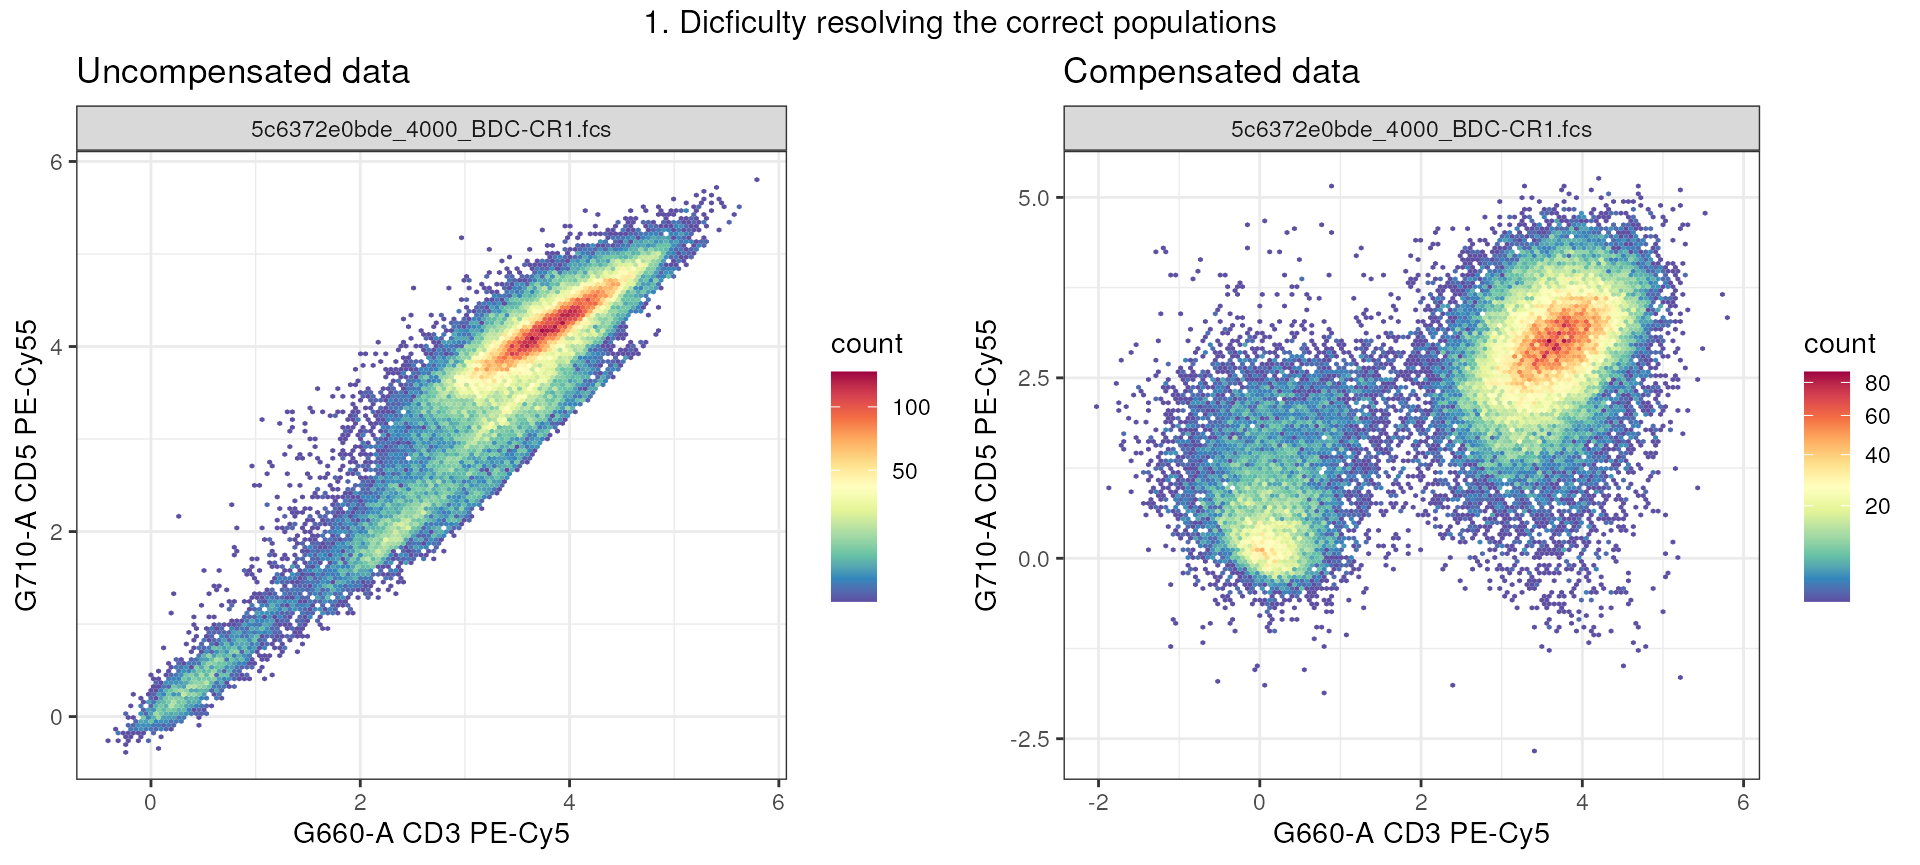 1. Dicficulty resolving the correct populations
Uncompensated data
5c6372e0bde_4000_BDC-CR1.fcs
6
4
2
0
G710-A CD5 PE-Cy55
0 2 4 6
G660-A CD3 PE-Cy5
count
100
50
Compensated data
5c6372e0bde_4000_BDC-CR1.fcs
5.0
2.5
0.0
-2.5
G710-A CD5 PE-Cy55
-2 0 2 4 6
G660-A CD3 PE-Cy5
count
80
60
40
20